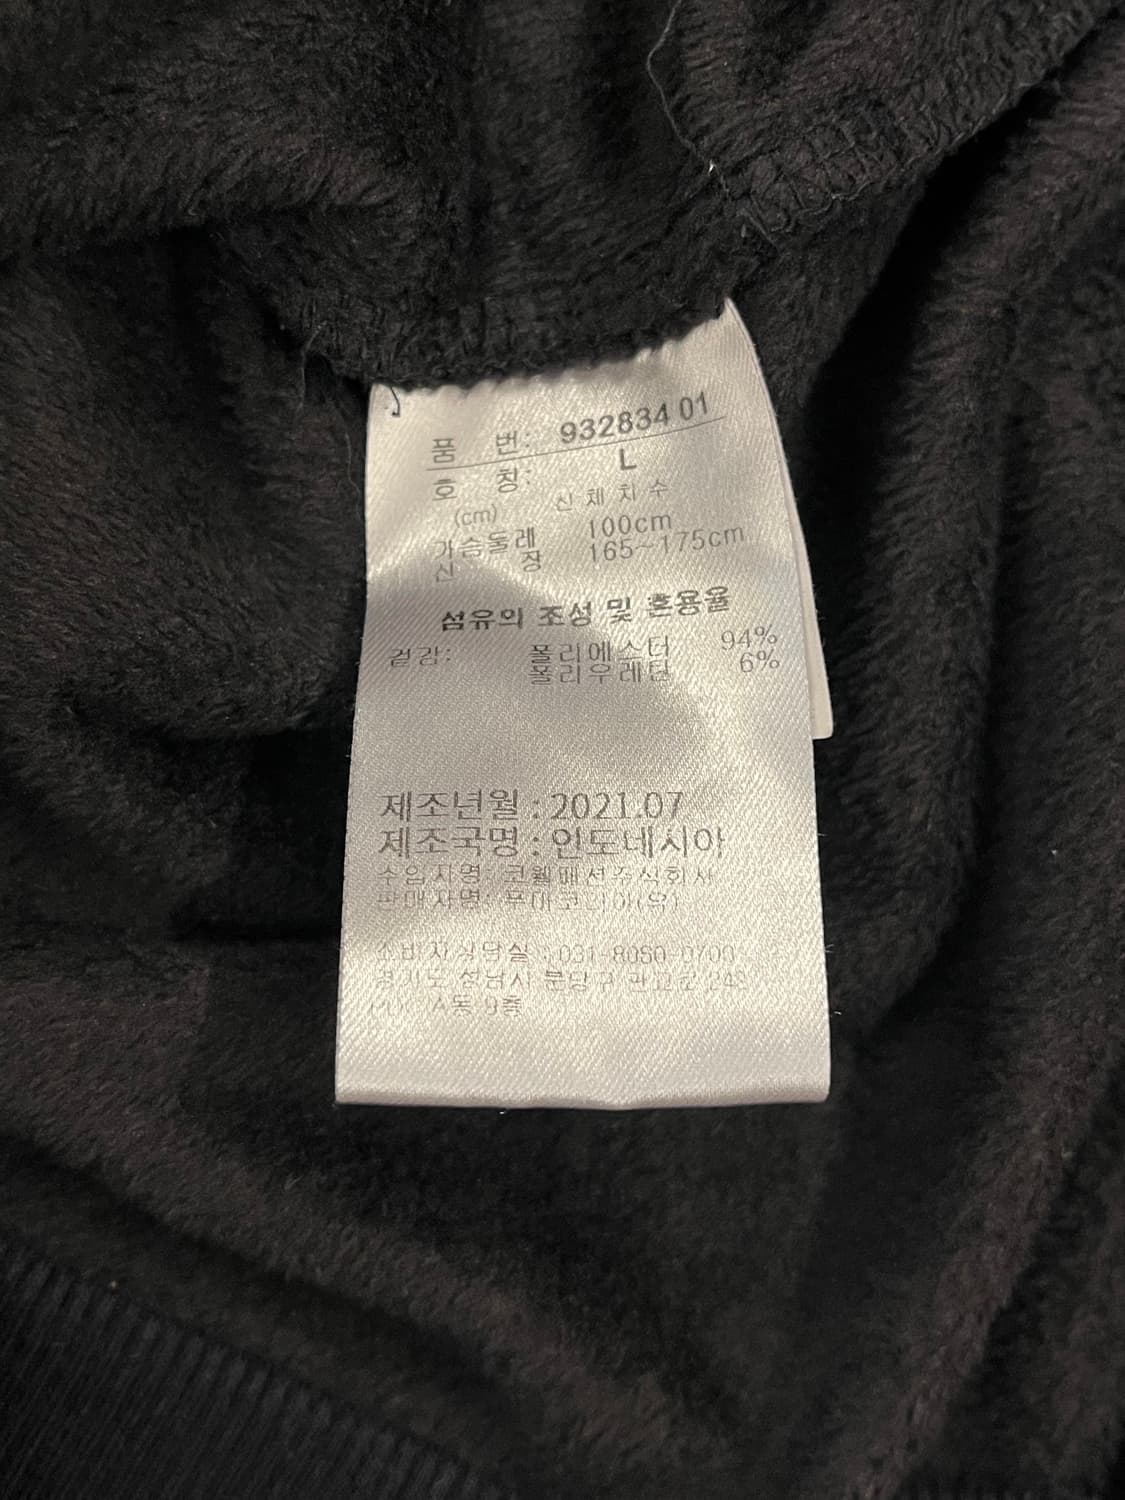 품 번: 932834 01
호 칭: L
(cm) 신체치수
가슴둘레 100cm
신 장 165~175cm
섬유의 조성 및 혼용율
겉감: 폴리에스터 94%
폴리우레탄 6%
제조년월 : 2021.07
제조국명 : 인도네시아
수입자명: 코웰패션주식회사
판매자명: 푸마코리아(유)
소비자상담실 : 031-8060-0700
경기도 성남시 분당구 판교로 248
A동 9층